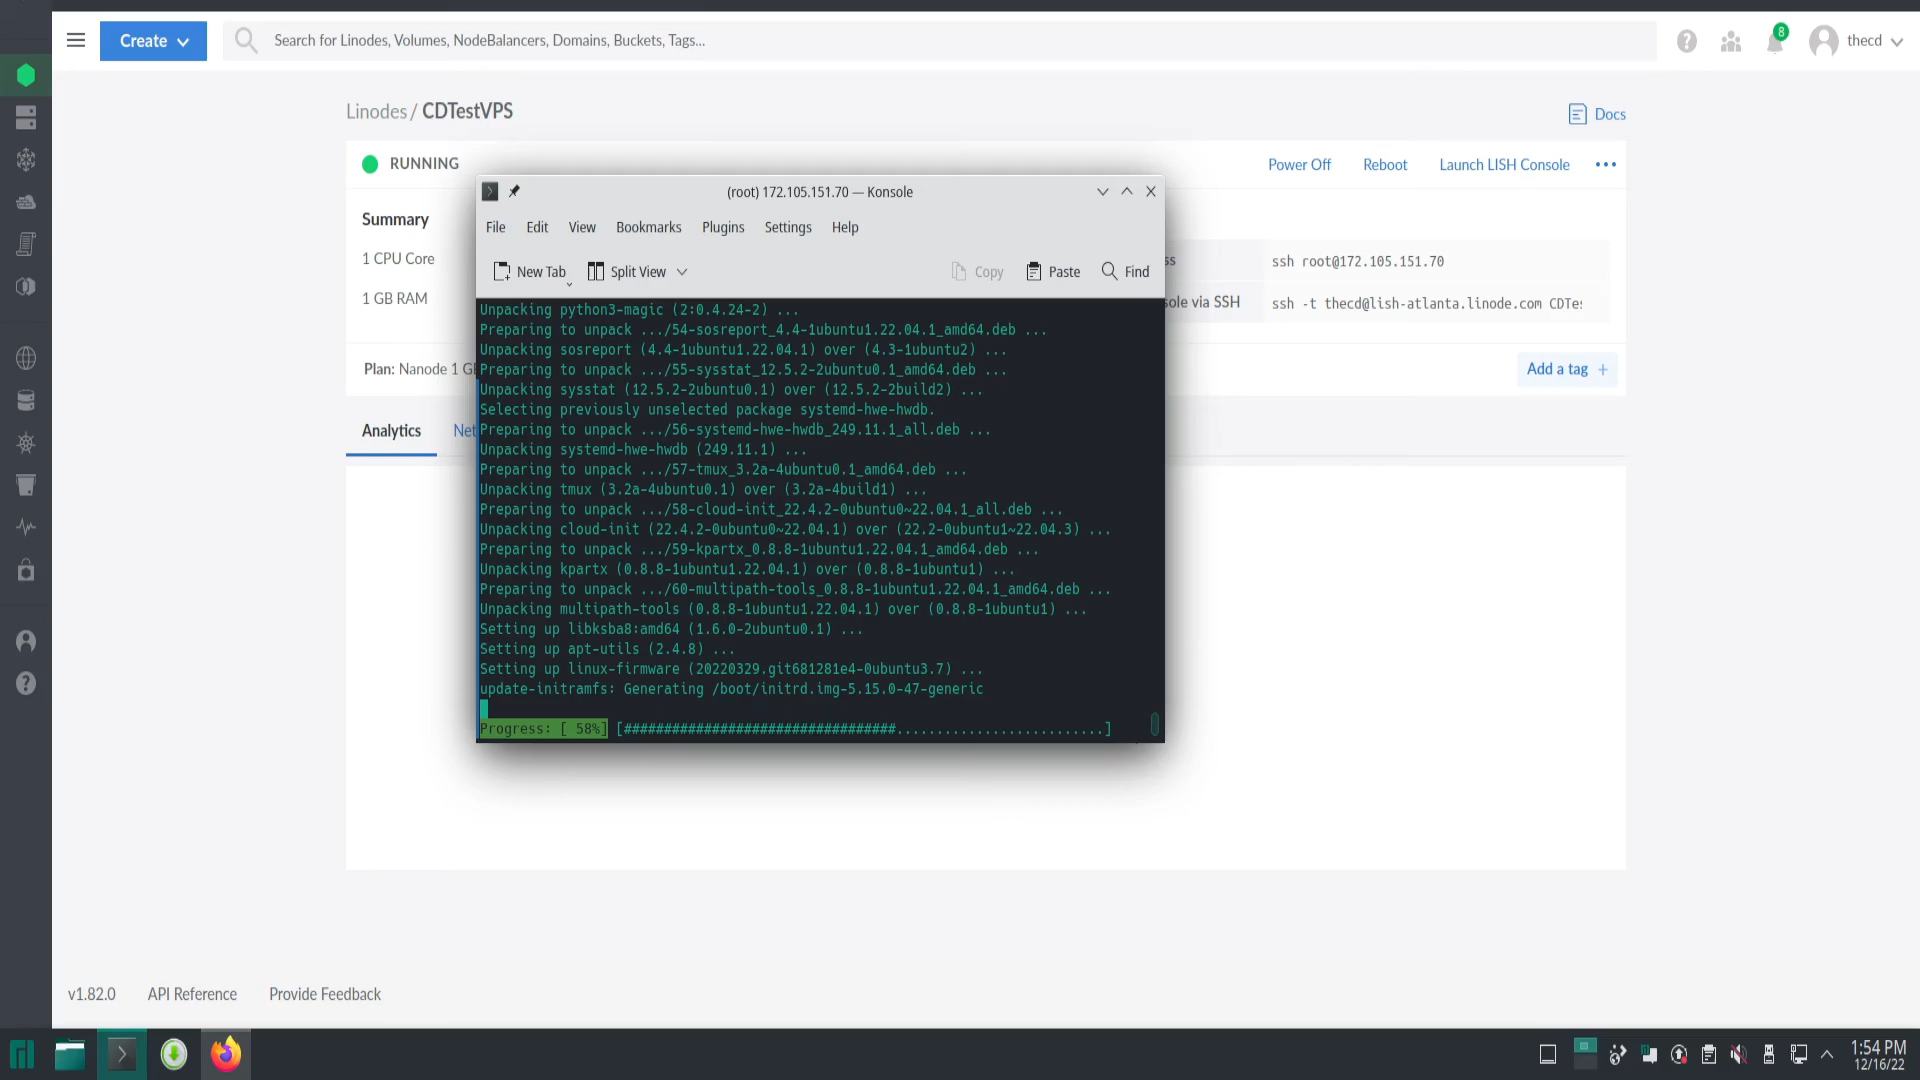 Create
Search for Linodes, Volumes, NodeBalancers, Domains, Buckets, Tags...
8
thecd
Linodes / CDTestVPS
Docs
RUNNING
Power Off
Reboot
Launch LISH Console
Summary
1 CPU Core
1 GB RAM
ssh root@172.105.151.70
ole via SSH
ssh -t thecd@lish-atlanta.linode.com CDTes
Plan: Nanode 1 G
Add a tag +
Analytics
Net
(root) 172.105.151.70 — Konsole
File Edit View Bookmarks Plugins Settings Help
New Tab Split View Copy Paste Find
Unpacking python3-magic (2:0.4.24-2) ...
Preparing to unpack .../54-sosreport_4.4-1ubuntu1.22.04.1_amd64.deb ...
Unpacking sosreport (4.4-1ubuntu1.22.04.1) over (4.3-1ubuntu2) ...
Preparing to unpack .../55-sysstat_12.5.2-2ubuntu0.1_amd64.deb ...
Unpacking sysstat (12.5.2-2ubuntu0.1) over (12.5.2-2build2) ...
Selecting previously unselected package systemd-hwe-hwdb.
Preparing to unpack .../56-systemd-hwe-hwdb_249.11.1_all.deb ...
Unpacking systemd-hwe-hwdb (249.11.1) ...
Preparing to unpack .../57-tmux_3.2a-4ubuntu0.1_amd64.deb ...
Unpacking tmux (3.2a-4ubuntu0.1) over (3.2a-4build1) ...
Preparing to unpack .../58-cloud-init_22.4.2-0ubuntu0~22.04.1_all.deb ...
Unpacking cloud-init (22.4.2-0ubuntu0~22.04.1) over (22.2-0ubuntu1~22.04.3) ...
Preparing to unpack .../59-kpartx_0.8.8-1ubuntu1.22.04.1_amd64.deb ...
Unpacking kpartx (0.8.8-1ubuntu1.22.04.1) over (0.8.8-1ubuntu1) ...
Preparing to unpack .../60-multipath-tools_0.8.8-1ubuntu1.22.04.1_amd64.deb ...
Unpacking multipath-tools (0.8.8-1ubuntu1.22.04.1) over (0.8.8-1ubuntu1) ...
Setting up libksba8:amd64 (1.6.0-2ubuntu0.1) ...
Setting up apt-utils (2.4.8) ...
Setting up linux-firmware (20220329.git681281e4-0ubuntu3.7) ...
update-initramfs: Generating /boot/initrd.img-5.15.0-47-generic
Progress: [ 58%] [##################################..........................]
v1.82.0
API Reference
Provide Feedback
1:54 PM
12/16/22